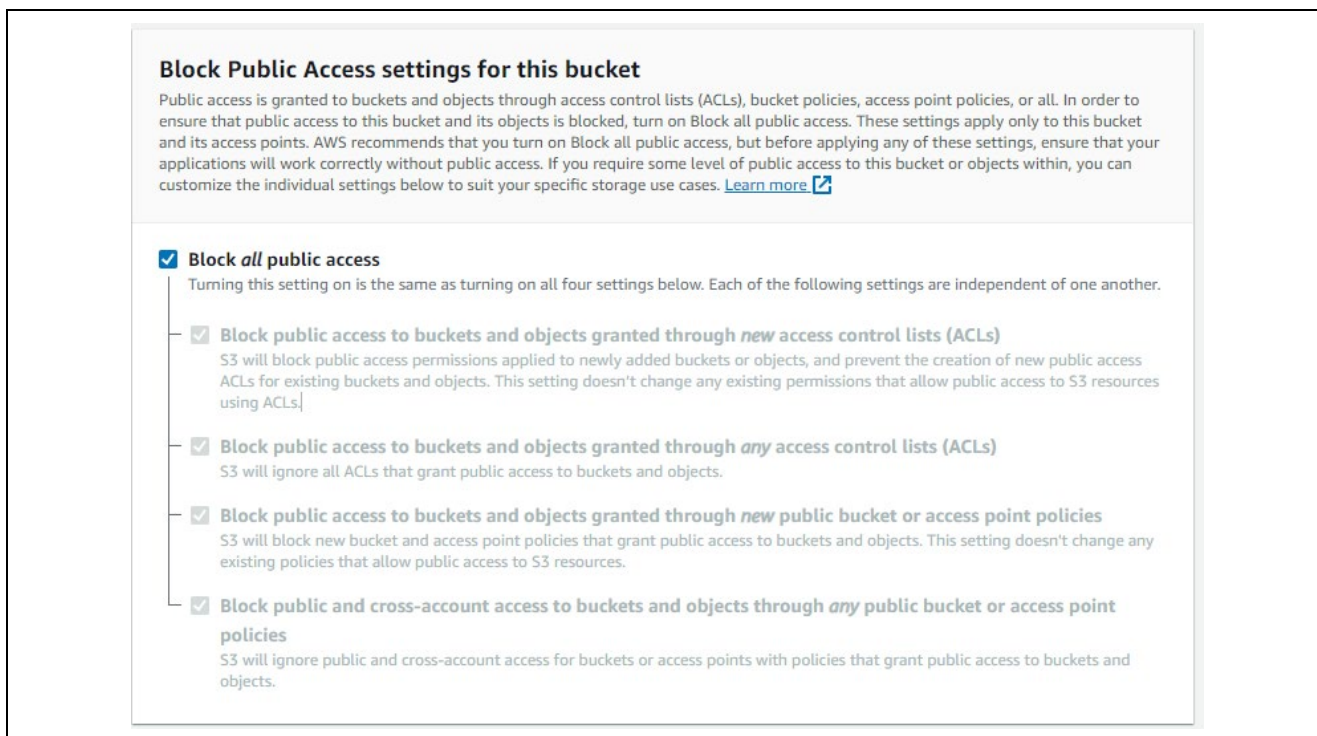 Block Public Access settings for this bucket
Public access is granted to buckets and objects through access control lists (ACLs), bucket policies, access point policies, or all. In order to
ensure that public access to this bucket and its objects is blocked, turn on Block all public access. These settings apply only to this bucket
and its access points. AWS recommends that you turn on Block all public access, but before applying any of these settings, ensure that your
applications will work correctly without public access. If you require some level of public access to this bucket or objects within, you can
customize the individual settings below to suit your specific storage use cases. Learn more
Block all public access
Turning this setting on is the same as turning on all four settings below. Each of the following settings are independent of one another.
Block public access to buckets and objects granted through new access control lists (ACLs)
S3 will block public access permissions applied to newly added buckets or objects, and prevent the creation of new public access
ACLs for existing buckets and objects. This setting doesn't change any existing permissions that allow public access to S3 resources
using ACLs.
Block public access to buckets and objects granted through any access control lists (ACLs)
S3 will ignore all ACLs that grant public access to buckets and objects.
Block public access to buckets and objects granted through new public bucket or access point policies
S3 will block new bucket and access point policies that grant public access to buckets and objects. This setting doesn't change any
existing policies that allow public access to S3 resources.
Block public and cross-account access to buckets and objects through any public bucket or access point
policies
S3 will ignore public and cross-account access for buckets or access points with policies that grant public access to buckets and
objects.